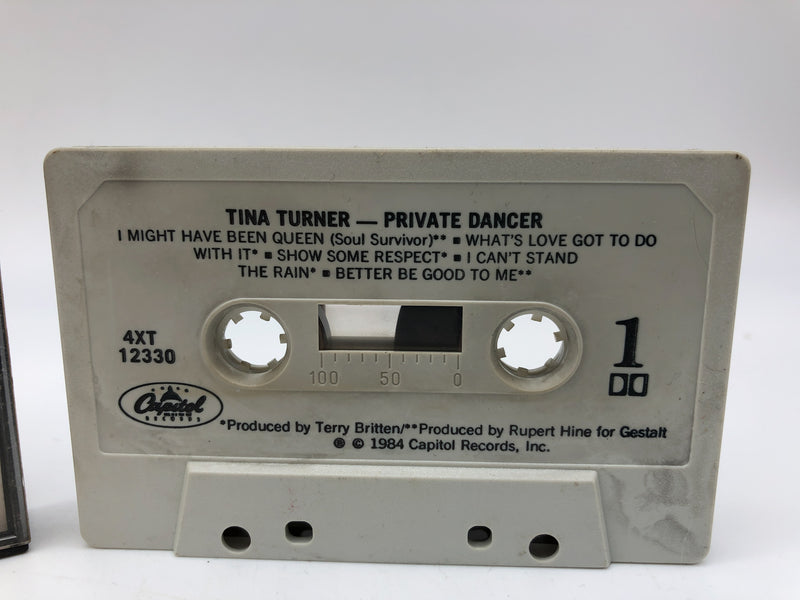 TINA TURNER — PRIVATE DANCER
I MIGHT HAVE BEEN QUEEN (Soul Survivor)** ■ WHAT'S LOVE GOT TO DO
WITH IT* ■ SHOW SOME RESPECT* ■ I CAN'T STAND
THE RAIN* ■ BETTER BE GOOD TO ME**
4XT
12330
1
100 50 0
Capitol
RECORDS
*Produced by Terry Britten/**Produced by Rupert Hine for Gestalt
℗ © 1984 Capitol Records, Inc.